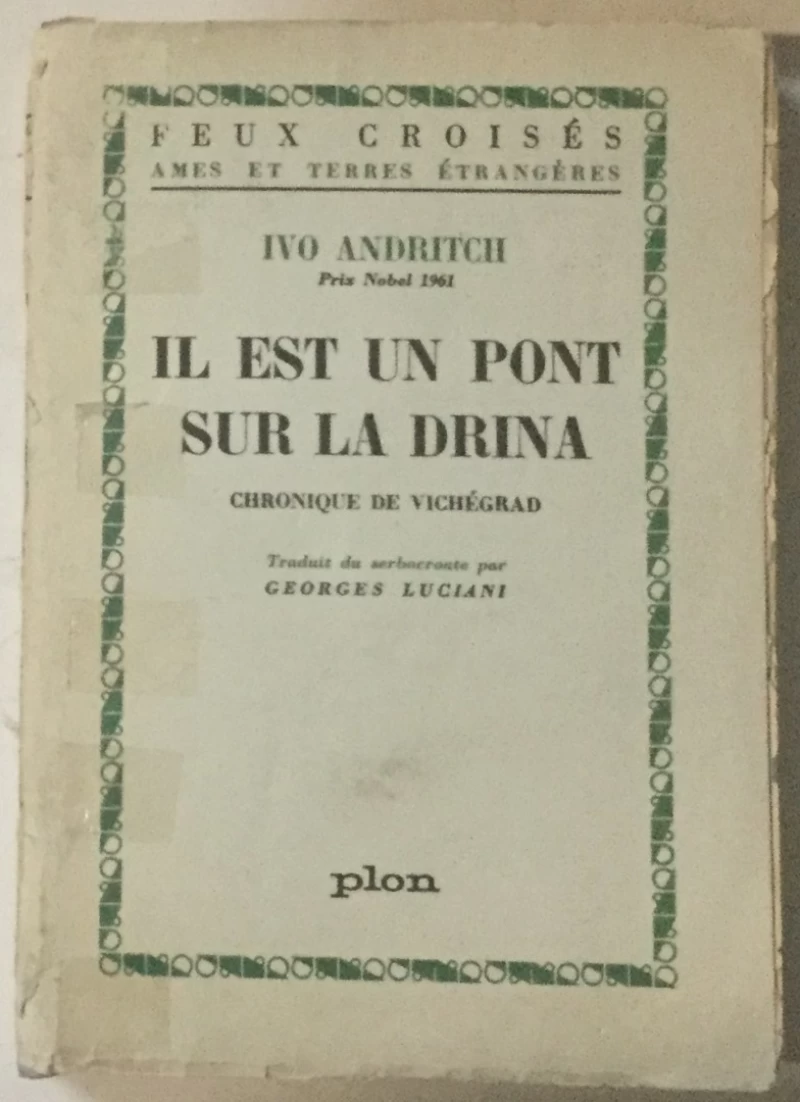 FEUX CROISÉS
AMES ET TERRES ÉTRANGÈRES
IVO ANDRITCH
Prix Nobel 1961
IL EST UN PONT
SUR LA DRINA
CHRONIQUE DE VICHÉGRAD
Traduit du serbocroate par
GEORGES LUCIANI
plon